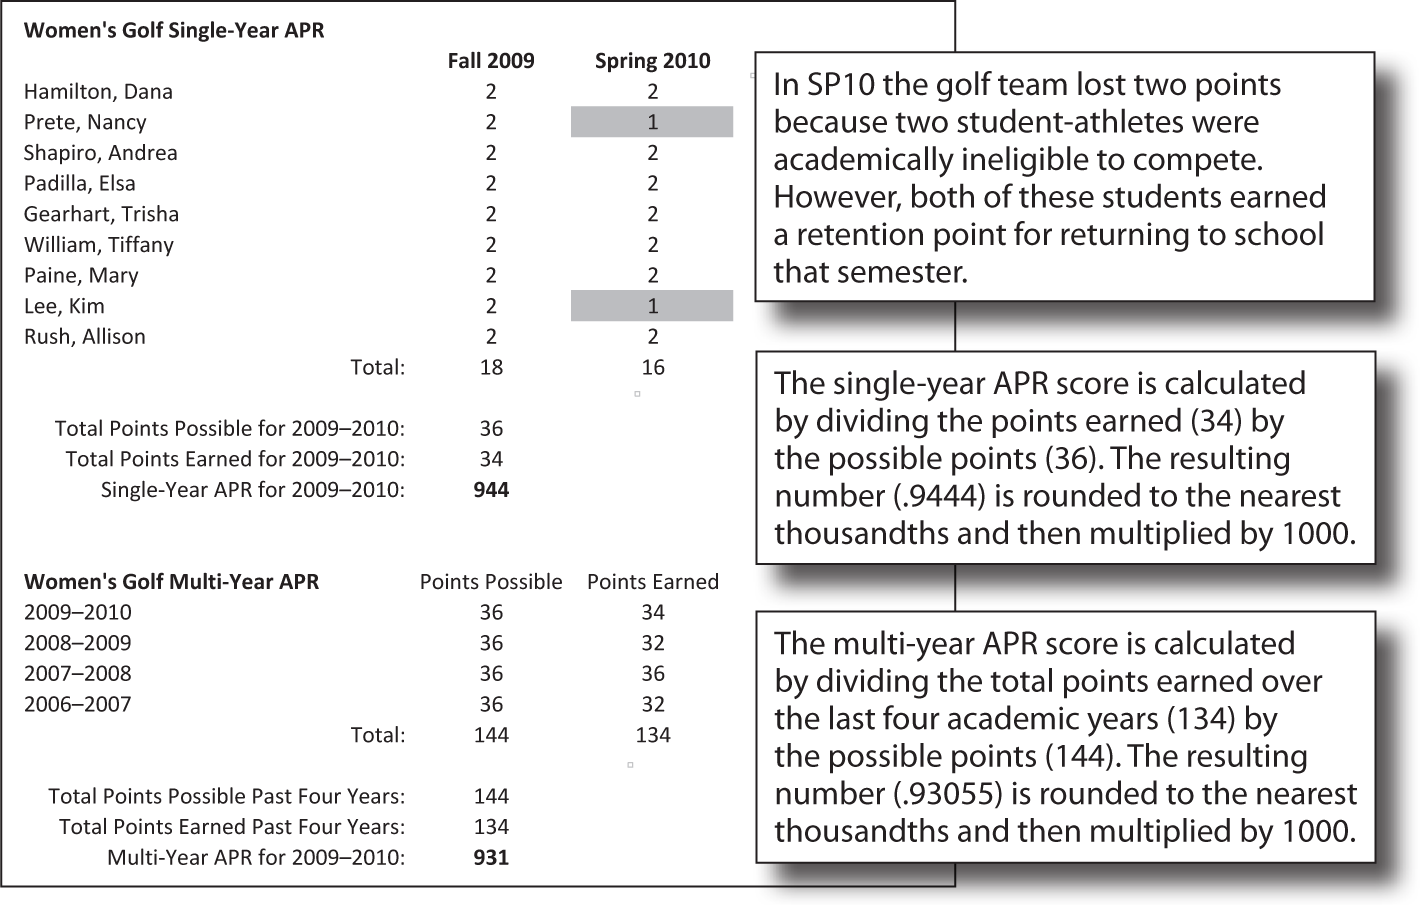 Women's Golf Single-Year APR
Fall 2009 Spring 2010
Hamilton, Dana 2 2
Prete, Nancy 2 1
Shapiro, Andrea 2 2
Padilla, Elsa 2 2
Gearhart, Trisha 2 2
William, Tiffany 2 2
Paine, Mary 2 2
Lee, Kim 2 1
Rush, Allison 2 2
Total: 18 16
Total Points Possible for 2009–2010: 36
Total Points Earned for 2009–2010: 34
Single-Year APR for 2009–2010: 944
Women's Golf Multi-Year APR Points Possible Points Earned
2009–2010 36 34
2008–2009 36 32
2007–2008 36 36
2006–2007 36 32
Total: 144 134
Total Points Possible Past Four Years: 144
Total Points Earned Past Four Years: 134
Multi-Year APR for 2009–2010: 931
In SP10 the golf team lost two points
because two student-athletes were
academically ineligible to compete.
However, both of these students earned
a retention point for returning to school
that semester.
The single-year APR score is calculated
by dividing the points earned (34) by
the possible points (36). The resulting
number (.9444) is rounded to the nearest
thousandths and then multiplied by 1000.
The multi-year APR score is calculated
by dividing the total points earned over
the last four academic years (134) by
the possible points (144). The resulting
number (.93055) is rounded to the nearest
thousandths and then multiplied by 1000.